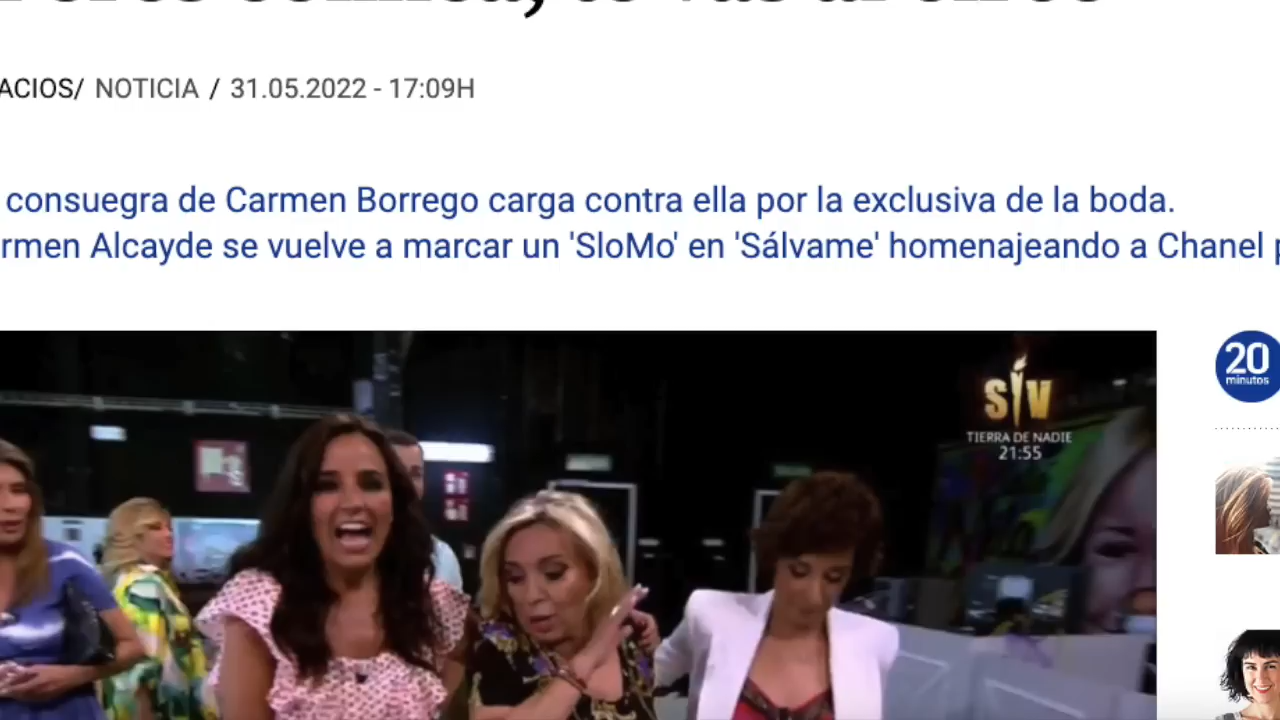 ACIOS/ NOTICIA / 31.05.2022 - 17:09H
consuegra de Carmen Borrego carga contra ella por la exclusiva de la boda.
rmen Alcayde se vuelve a marcar un 'SloMo' en 'Sálvame' homenajeando a Chanel
20
minutos
SV
TIERRA DE NADIE
21:55